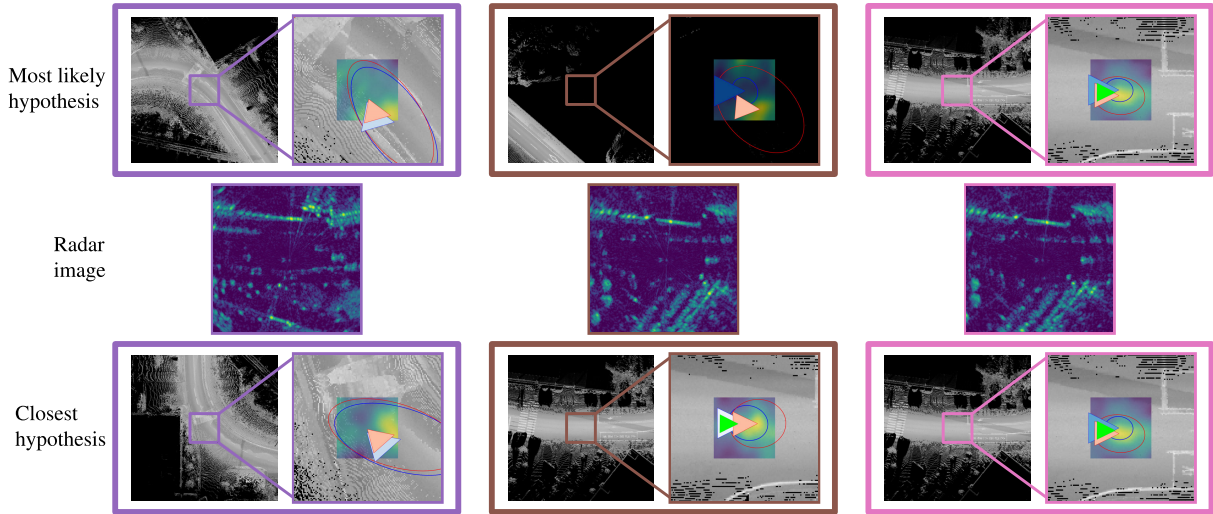 Most likely
hypothesis
Radar
image
Closest
hypothesis